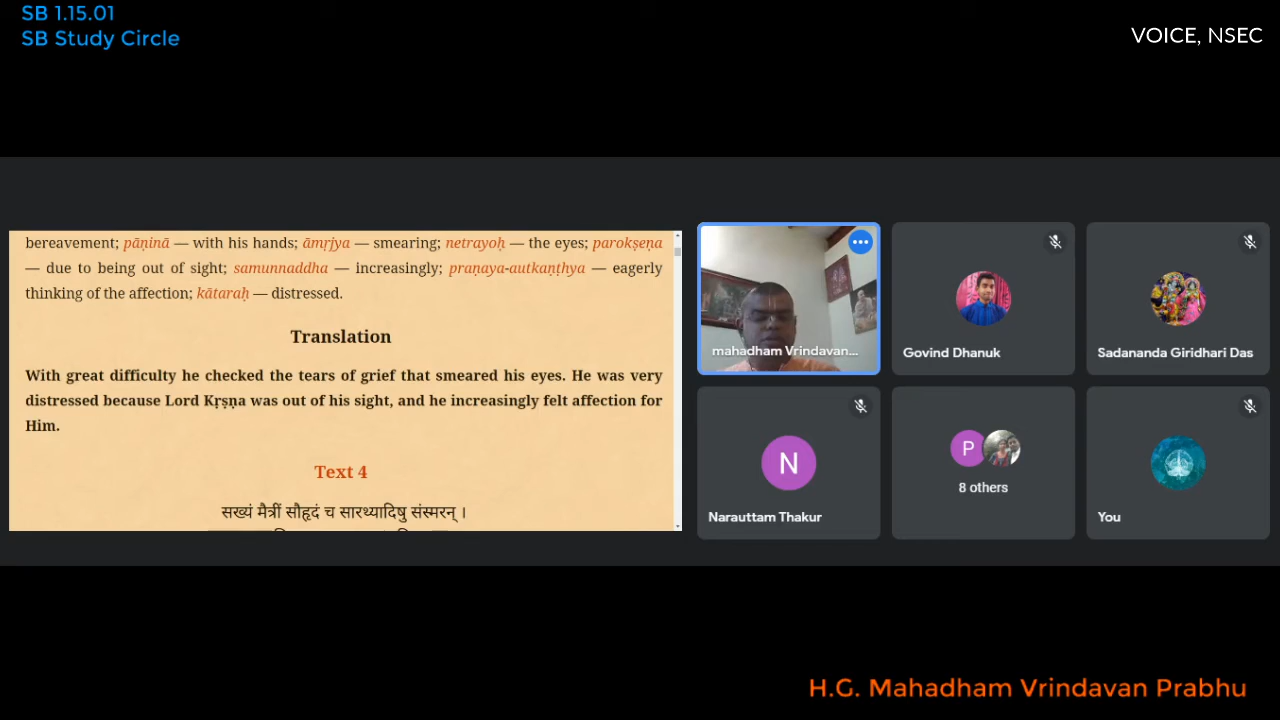 SB 1.15.01
SB Study Circle
VOICE, NSEC
bereavement; pāṇinā — with his hands; āmṛjya — smearing; netrayoḥ — the eyes; parokṣeṇa
— due to being out of sight; samunnaddha — increasingly; praṇaya-autkaṇṭhya — eagerly
thinking of the affection; kātaraḥ — distressed.
Translation
With great difficulty he checked the tears of grief that smeared his eyes. He was very
distressed because Lord Kṛṣṇa was out of his sight, and he increasingly felt affection for
Him.
Text 4
सख्यं मैत्रीं सौहृदं च सारथ्यादिषु संस्मरन् ।
mahadham Vrindavan...
Govind Dhanuk
Sadananda Giridhari Das
N
Narauttam Thakur
P
8 others
You
H.G. Mahadham Vrindavan Prabhu